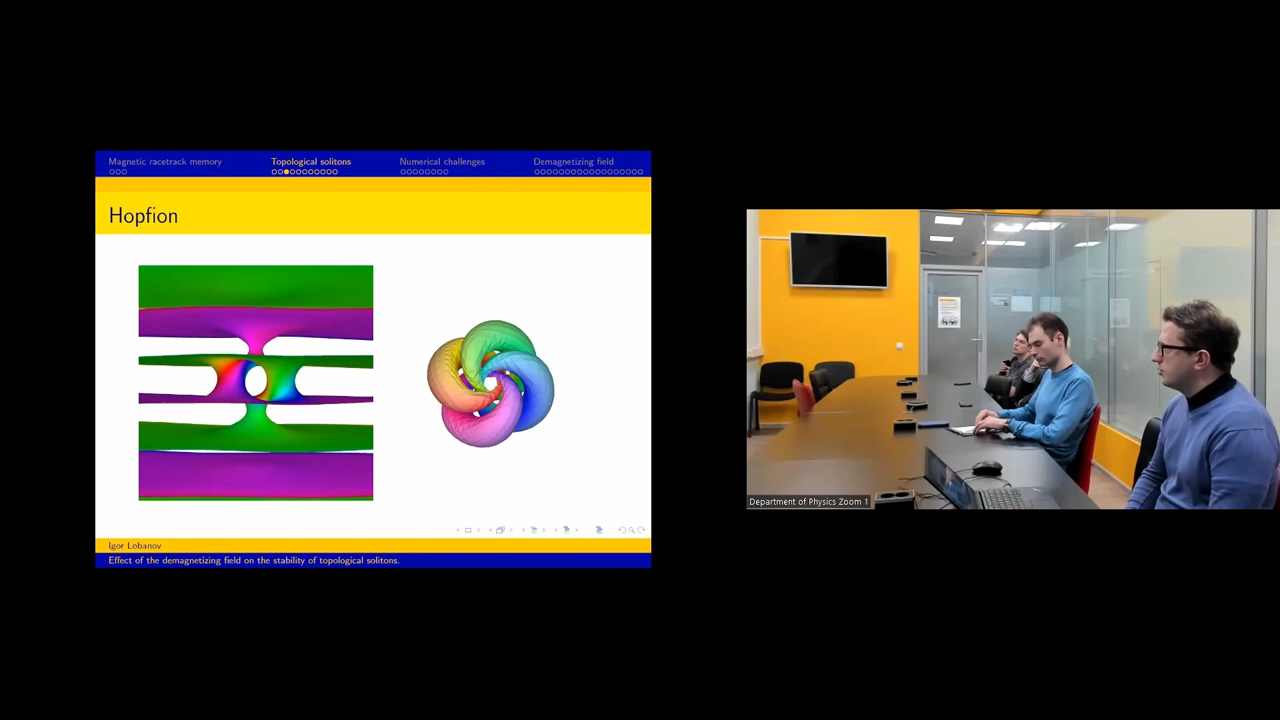 Magnetic racetrack memory
Topological solitons
Numerical challenges
Demagnetizing field
Hopfion
Igor Lobanov
Effect of the demagnetizing field on the stability of topological solitons.
Department of Physics Zoom 1